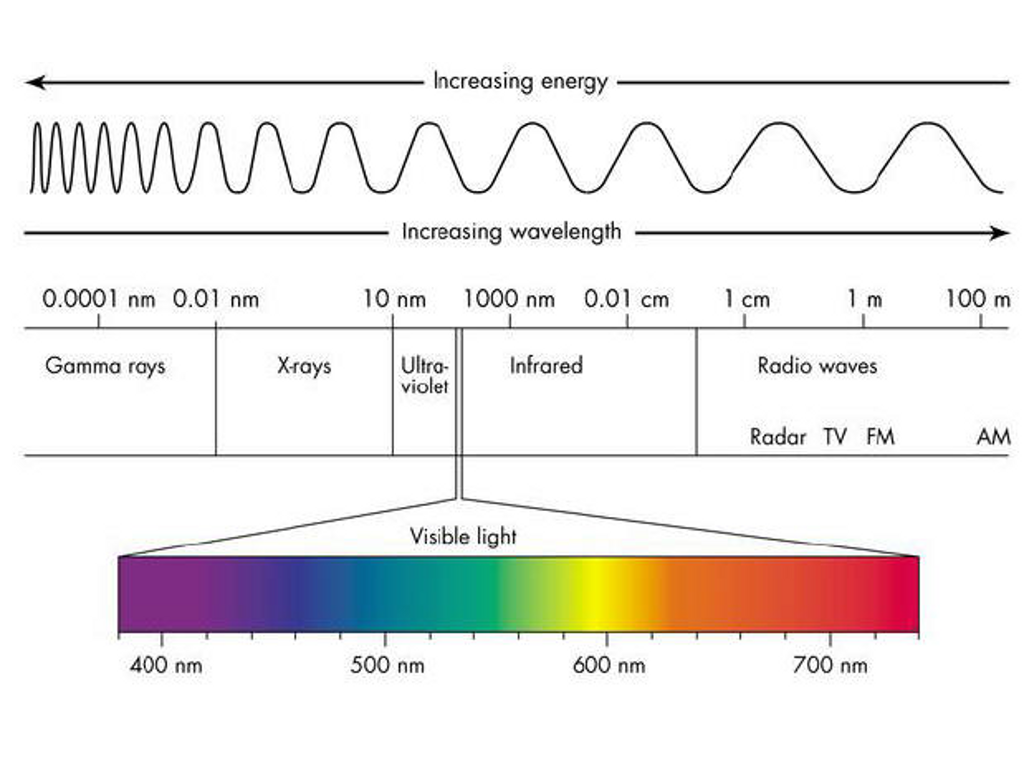 Increasing energy
Increasing wavelength
0.0001 nm 0.01 nm 10 nm 1000 nm 0.01 cm 1 cm 1 m 100 m
Gamma rays X-rays Ultra- Infrared Radio waves
violet
Radar TV FM AM
Visible light
400 nm 500 nm 600 nm 700 nm